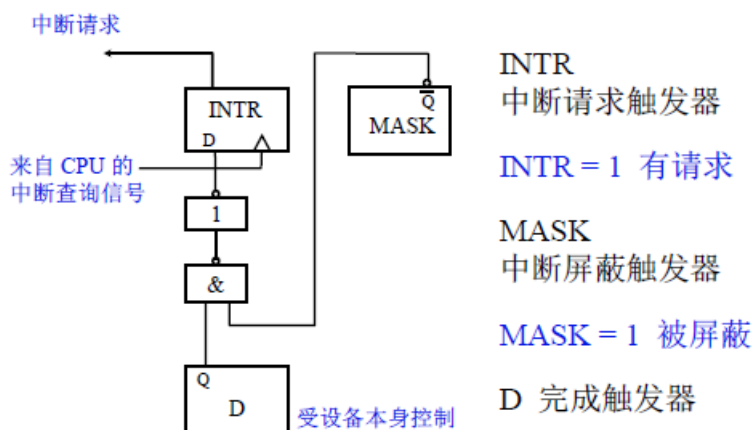 中断请求
INTR
D
来自 CPU 的
中断查询信号
1
&
Q
D
受设备本身控制
Q̅
MASK
INTR
中断请求触发器
INTR = 1 有请求
MASK
中断屏蔽触发器
MASK = 1 被屏蔽
D 完成触发器